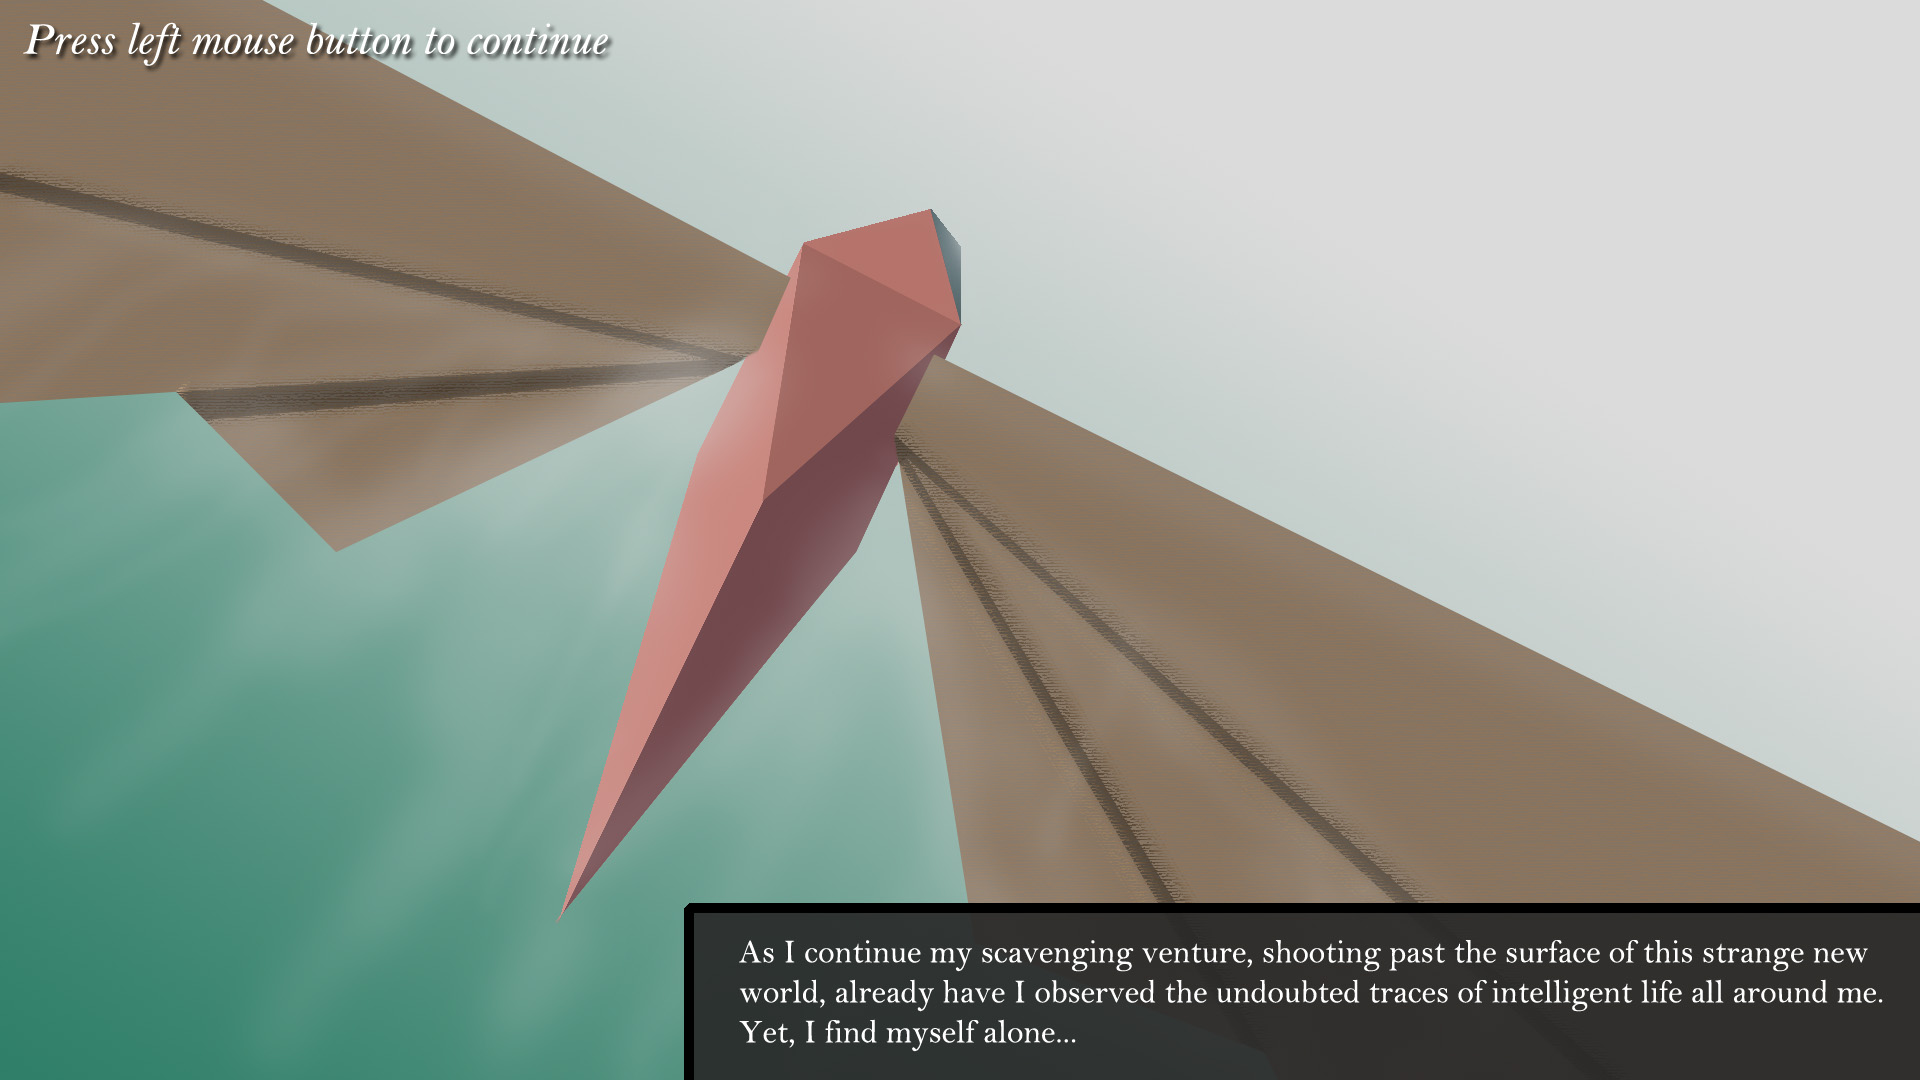 Press left mouse button to continue
As I continue my scavenging venture, shooting past the surface of this strange new
world, already have I observed the undoubted traces of intelligent life all around me.
Yet, I find myself alone...